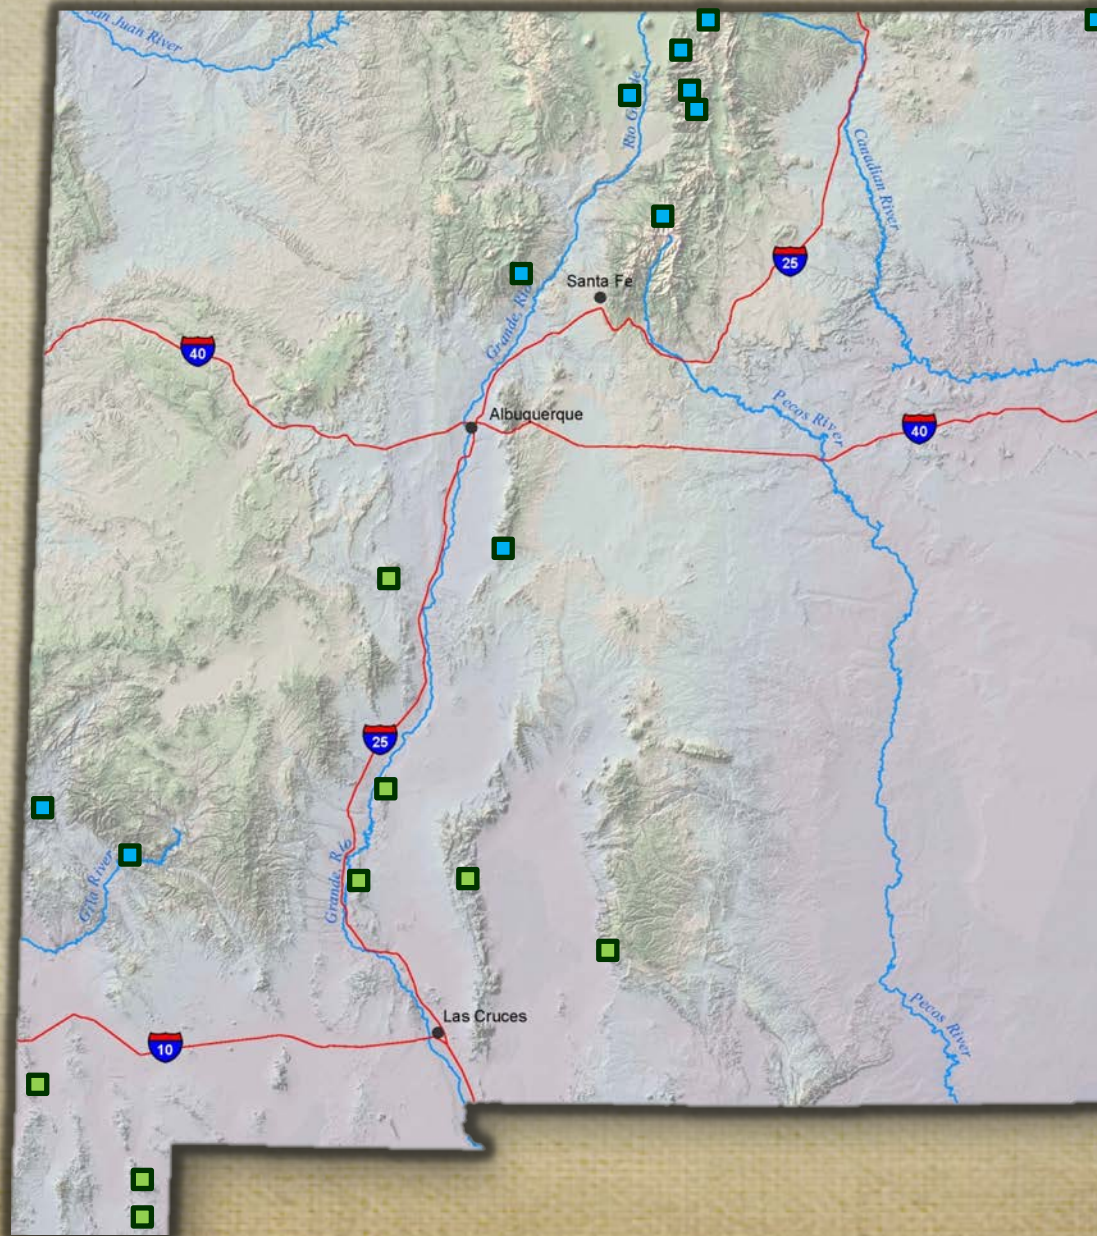 San Juan River
Rio Grande
Canadian River
25
Santa Fe
Grande, Rio
40
Albuquerque
Pecos River
40
25
Grande, Rio
Gila River
Las Cruces
Pecos River
10